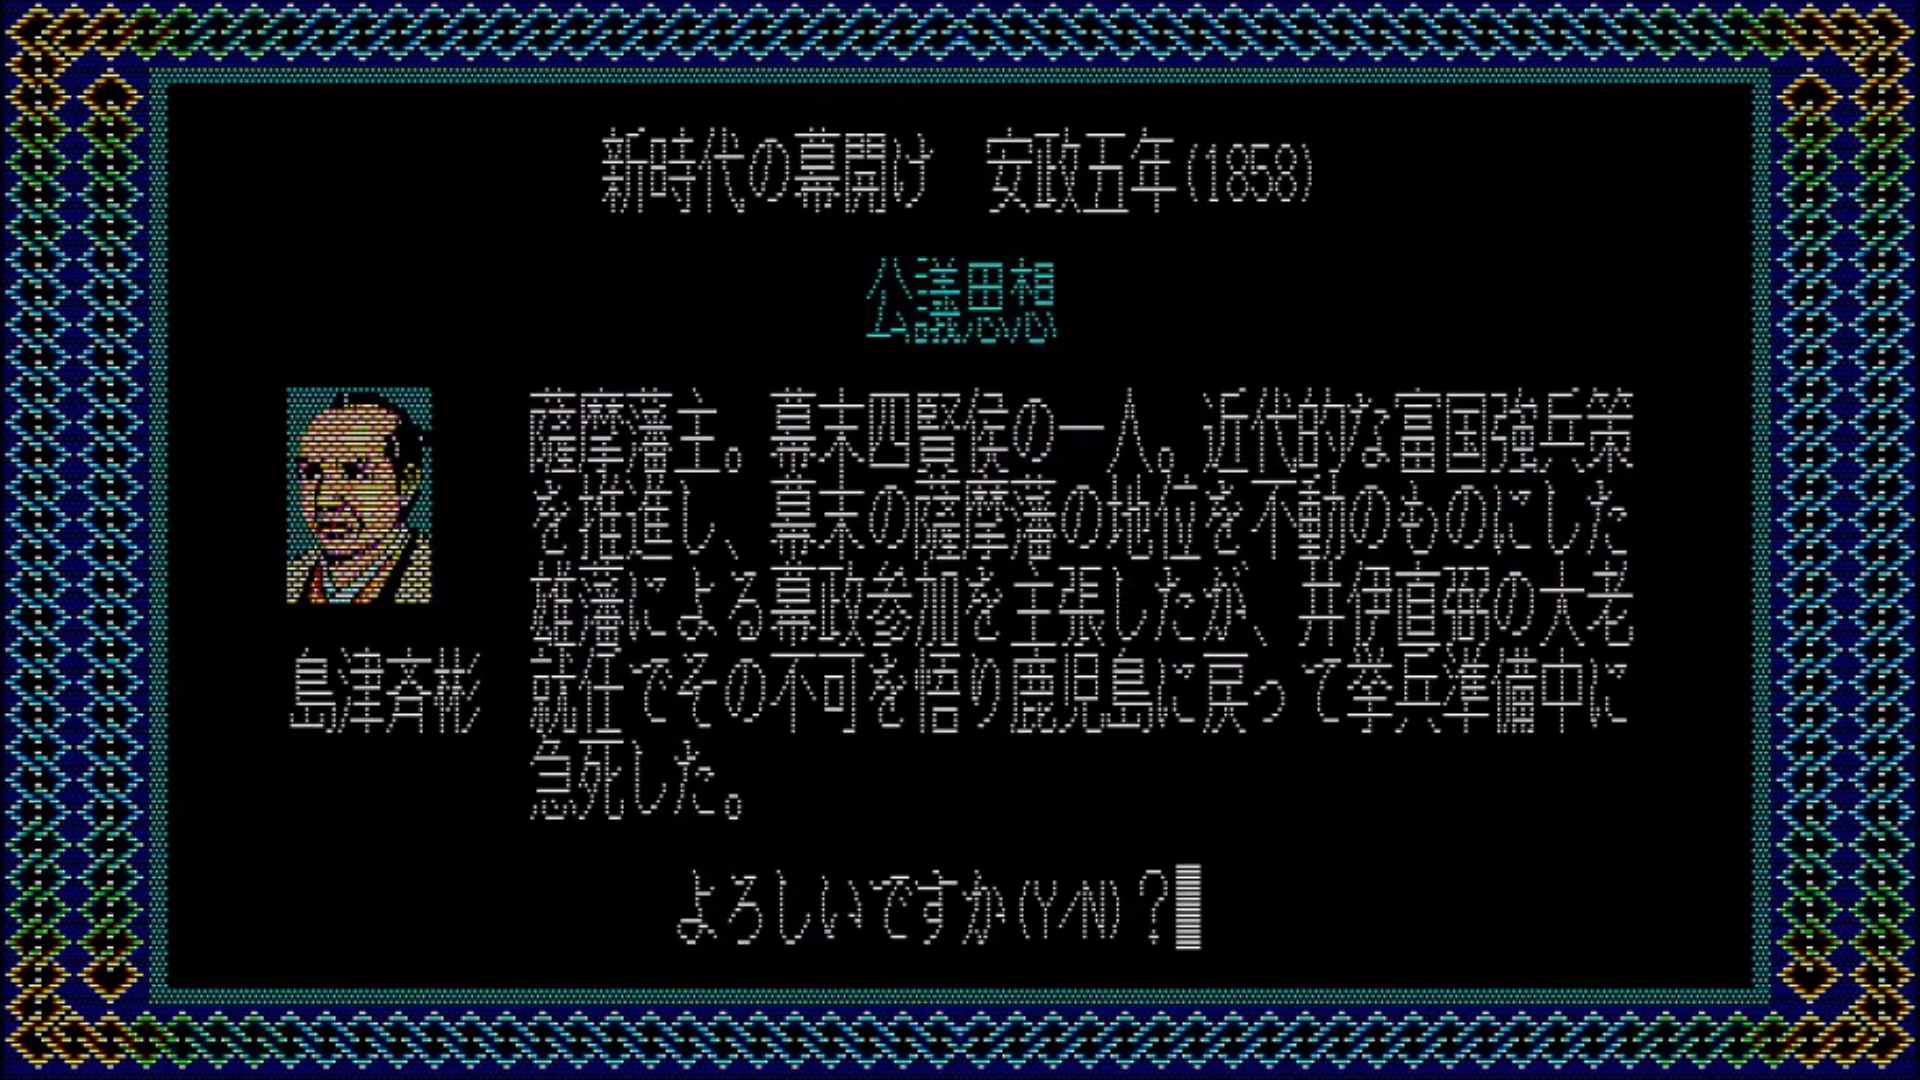 新時代の幕開け　安政五年(1858)
公議思想
薩摩藩主。幕末四賢侯の一人。近代的な富国強兵策
を推進し、幕末の薩摩藩の地位を不動のものにした
雄藩による幕政参加を主張したが、井伊直弼の大老
就任でその不可を悟り鹿児島に戻って挙兵準備中に
急死した。
島津斉彬
よろしいですか(Y/N)?